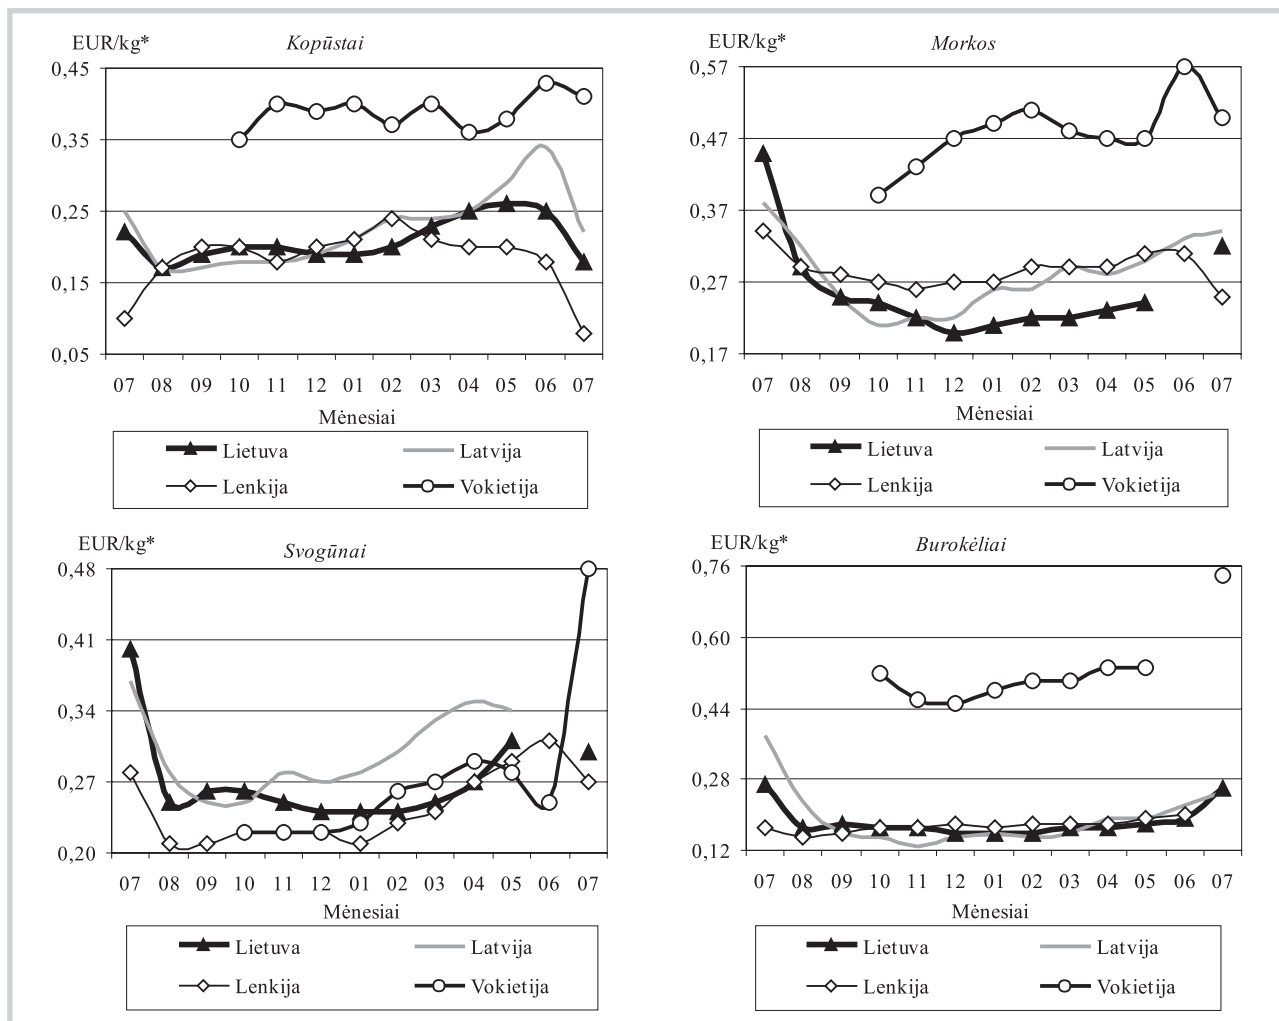 EUR/kg*
Kopūstai
0,45
0,35
0,25
0,15
0,05
07 08 09 10 11 12 01 02 03 04 05 06 07
Mėnesiai
Lietuva Latvija
Lenkija Vokietija
EUR/kg*
Morkos
0,57
0,47
0,37
0,27
0,17
07 08 09 10 11 12 01 02 03 04 05 06 07
Mėnesiai
Lietuva Latvija
Lenkija Vokietija
EUR/kg*
Svogūnai
0,48
0,41
0,34
0,27
0,20
07 08 09 10 11 12 01 02 03 04 05 06 07
Mėnesiai
Lietuva Latvija
Lenkija Vokietija
EUR/kg*
Burokėliai
0,76
0,60
0,44
0,28
0,12
07 08 09 10 11 12 01 02 03 04 05 06 07
Mėnesiai
Lietuva Latvija
Lenkija Vokietija